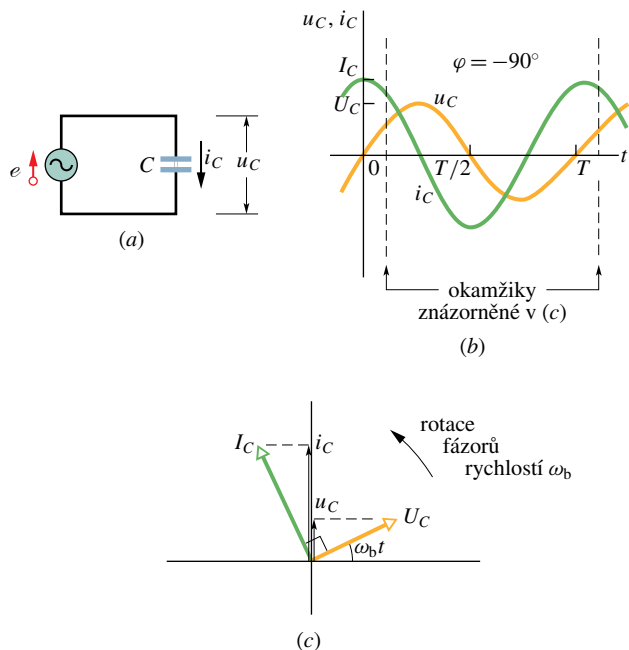 e
C
i_C
u_C
(a)
u_C, i_C
I_C
U_C
φ = −90°
u_C
i_C
0
T/2
T
t
okamžiky
znázorněné v (c)
(b)
I_C
i_C
u_C
U_C
ω_b t
rotace
fázorů
rychlostí ω_b
(c)